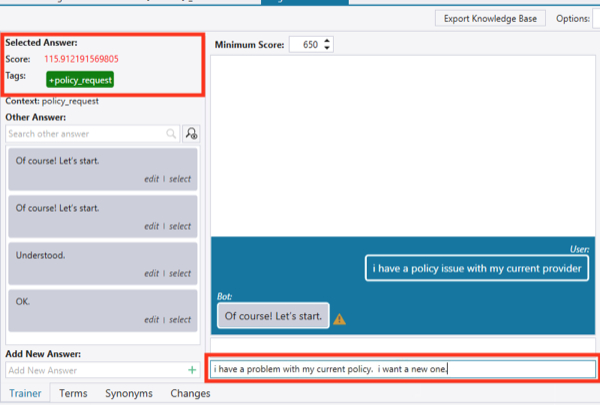 Export Knowledge Base
Options:
Selected Answer:
Score: 115.912191569805
Tags: +policy_request
Context: policy_request
Other Answer:
Search other answer
Of course! Let's start.
edit | select
Of course! Let's start.
edit | select
Understood.
edit | select
OK.
edit | select
Add New Answer:
Add New Answer +
Minimum Score: 650
User:
i have a policy issue with my current provider
Bot:
Of course! Let's start.
i have a problem with my current policy.  i want a new one.
Trainer Terms Synonyms Changes